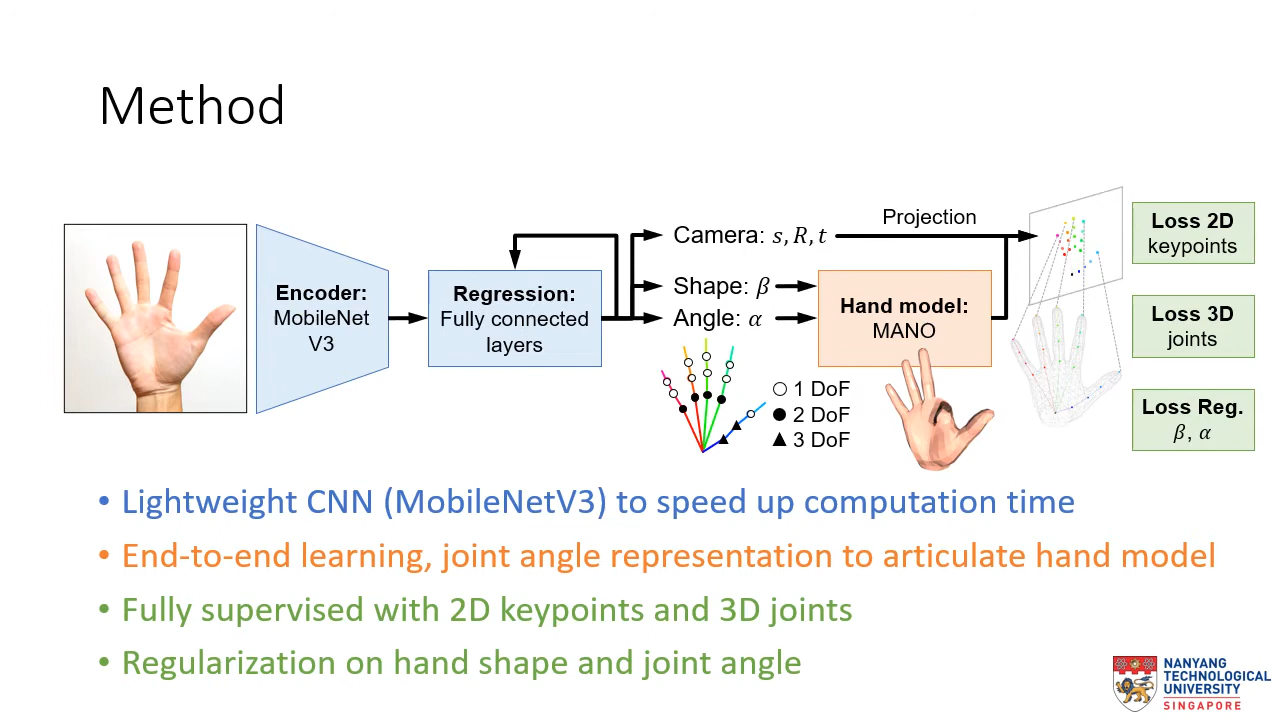 Method
Encoder:
MobileNet
V3
Regression:
Fully connected
layers
Camera: s, R, t
Shape: β
Angle: α
1 DoF
2 DoF
3 DoF
Projection
Hand model:
MANO
Loss 2D
keypoints
Loss 3D
joints
Loss Reg.
β, α
• Lightweight CNN (MobileNetV3) to speed up computation time
• End-to-end learning, joint angle representation to articulate hand model
• Fully supervised with 2D keypoints and 3D joints
• Regularization on hand shape and joint angle
NANYANG
TECHNOLOGICAL
UNIVERSITY
SINGAPORE